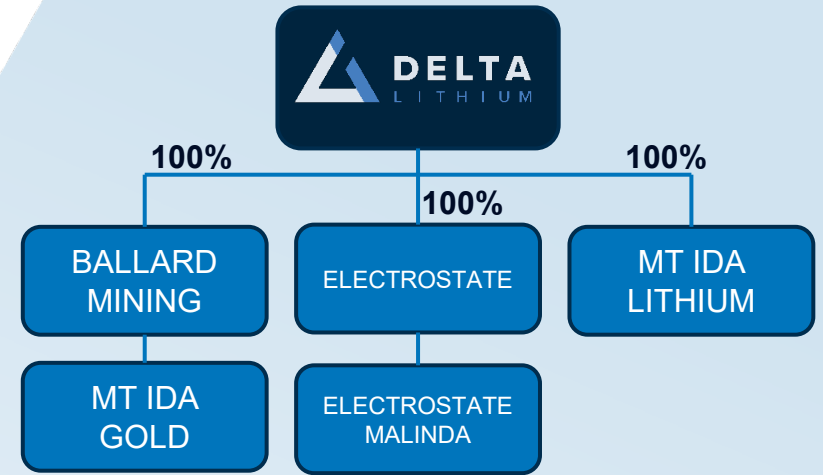 DELTA
LITHIUM
100%
100%
100%
BALLARD
MINING
ELECTROSTATE
MT IDA
LITHIUM
MT IDA
GOLD
ELECTROSTATE
MALINDA